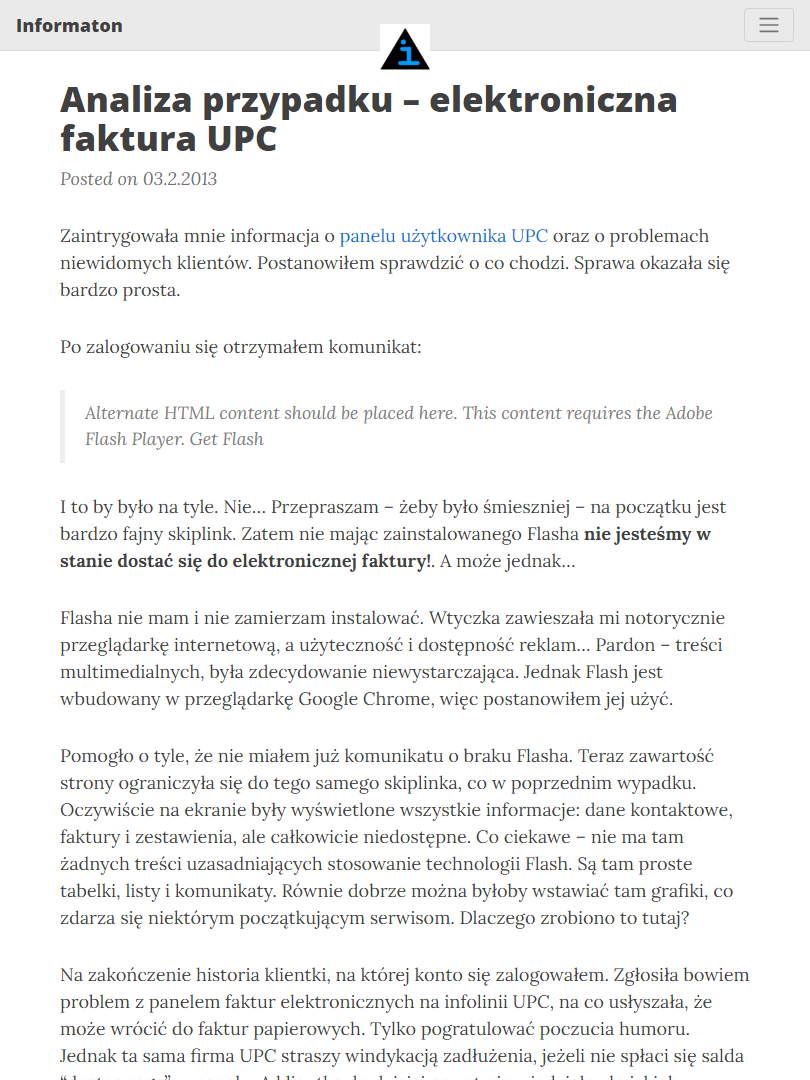 Informaton
i
Analiza przypadku – elektroniczna
faktura UPC
Posted on 03.2.2013
Zaintrygowała mnie informacja o panelu użytkownika UPC oraz o problemach
niewidomych klientów. Postanowiłem sprawdzić o co chodzi. Sprawa okazała się
bardzo prosta.
Po zalogowaniu się otrzymałem komunikat:
Alternate HTML content should be placed here. This content requires the Adobe
Flash Player. Get Flash
I to by było na tyle. Nie… Przepraszam – żeby było śmieszniej – na początku jest
bardzo fajny skiplink. Zatem nie mając zainstalowanego Flasha nie jesteśmy w
stanie dostać się do elektronicznej faktury!. A może jednak…
Flasha nie mam i nie zamierzam instalować. Wtyczka zawieszała mi notorycznie
przeglądarkę internetową, a użyteczność i dostępność reklam… Pardon – treści
multimedialnych, była zdecydowanie niewystarczająca. Jednak Flash jest
wbudowany w przeglądarkę Google Chrome, więc postanowiłem jej użyć.
Pomogło o tyle, że nie miałem już komunikatu o braku Flasha. Teraz zawartość
strony ograniczyła się do tego samego skiplinka, co w poprzednim wypadku.
Oczywiście na ekranie były wyświetlone wszystkie informacje: dane kontaktowe,
faktury i zestawienia, ale całkowicie niedostępne. Co ciekawe – nie ma tam
żadnych treści uzasadniających stosowanie technologii Flash. Są tam proste
tabelki, listy i komunikaty. Równie dobrze można byłoby wstawiać tam grafiki, co
zdarza się niektórym początkującym serwisom. Dlaczego zrobiono to tutaj?
Na zakończenie historia klientki, na której konto się zalogowałem. Zgłosiła bowiem
problem z panelem faktur elektronicznych na infolinii UPC, na co usłyszała, że
może wrócić do faktur papierowych. Tylko pogratulować poczucia humoru.
Jednak ta sama firma UPC straszy windykacją zadłużenia, jeżeli nie spłaci się salda